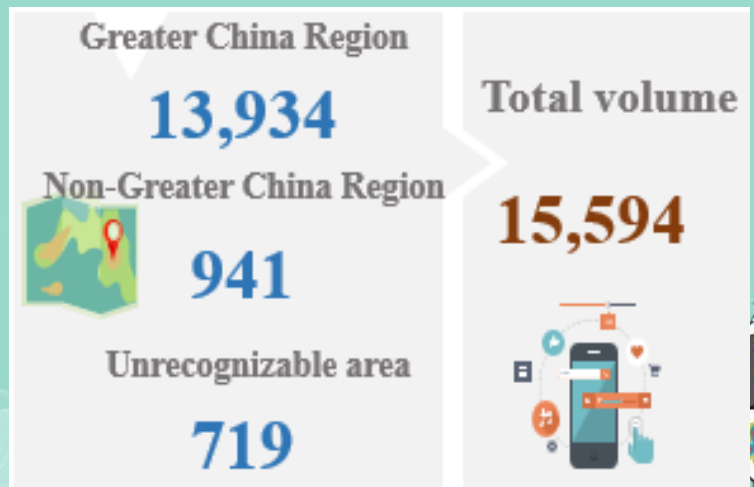 Greater China Region
13,934
Non-Greater China Region
941
Unrecognizable area
719
Total volume
15,594